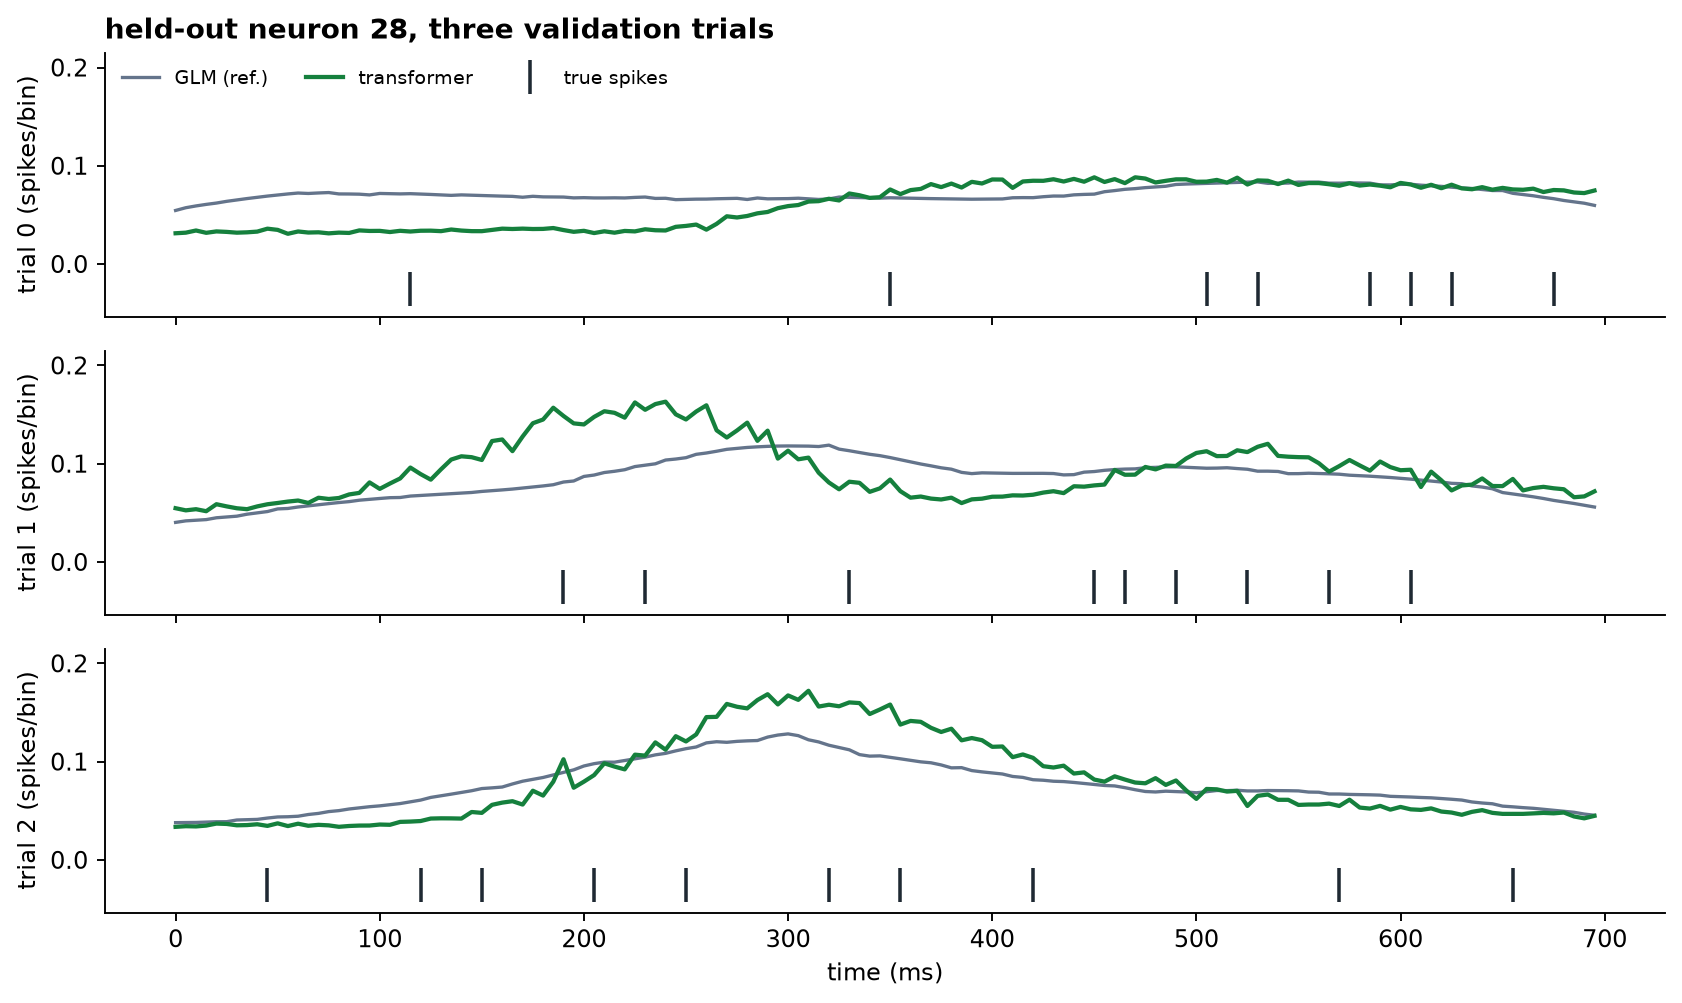 held-out neuron 28, three validation trials
GLM (ref.) transformer true spikes
trial 0 (spikes/bin)
0.2
0.1
0.0
trial 1 (spikes/bin)
0.2
0.1
0.0
trial 2 (spikes/bin)
0.2
0.1
0.0
0 100 200 300 400 500 600 700
time (ms)